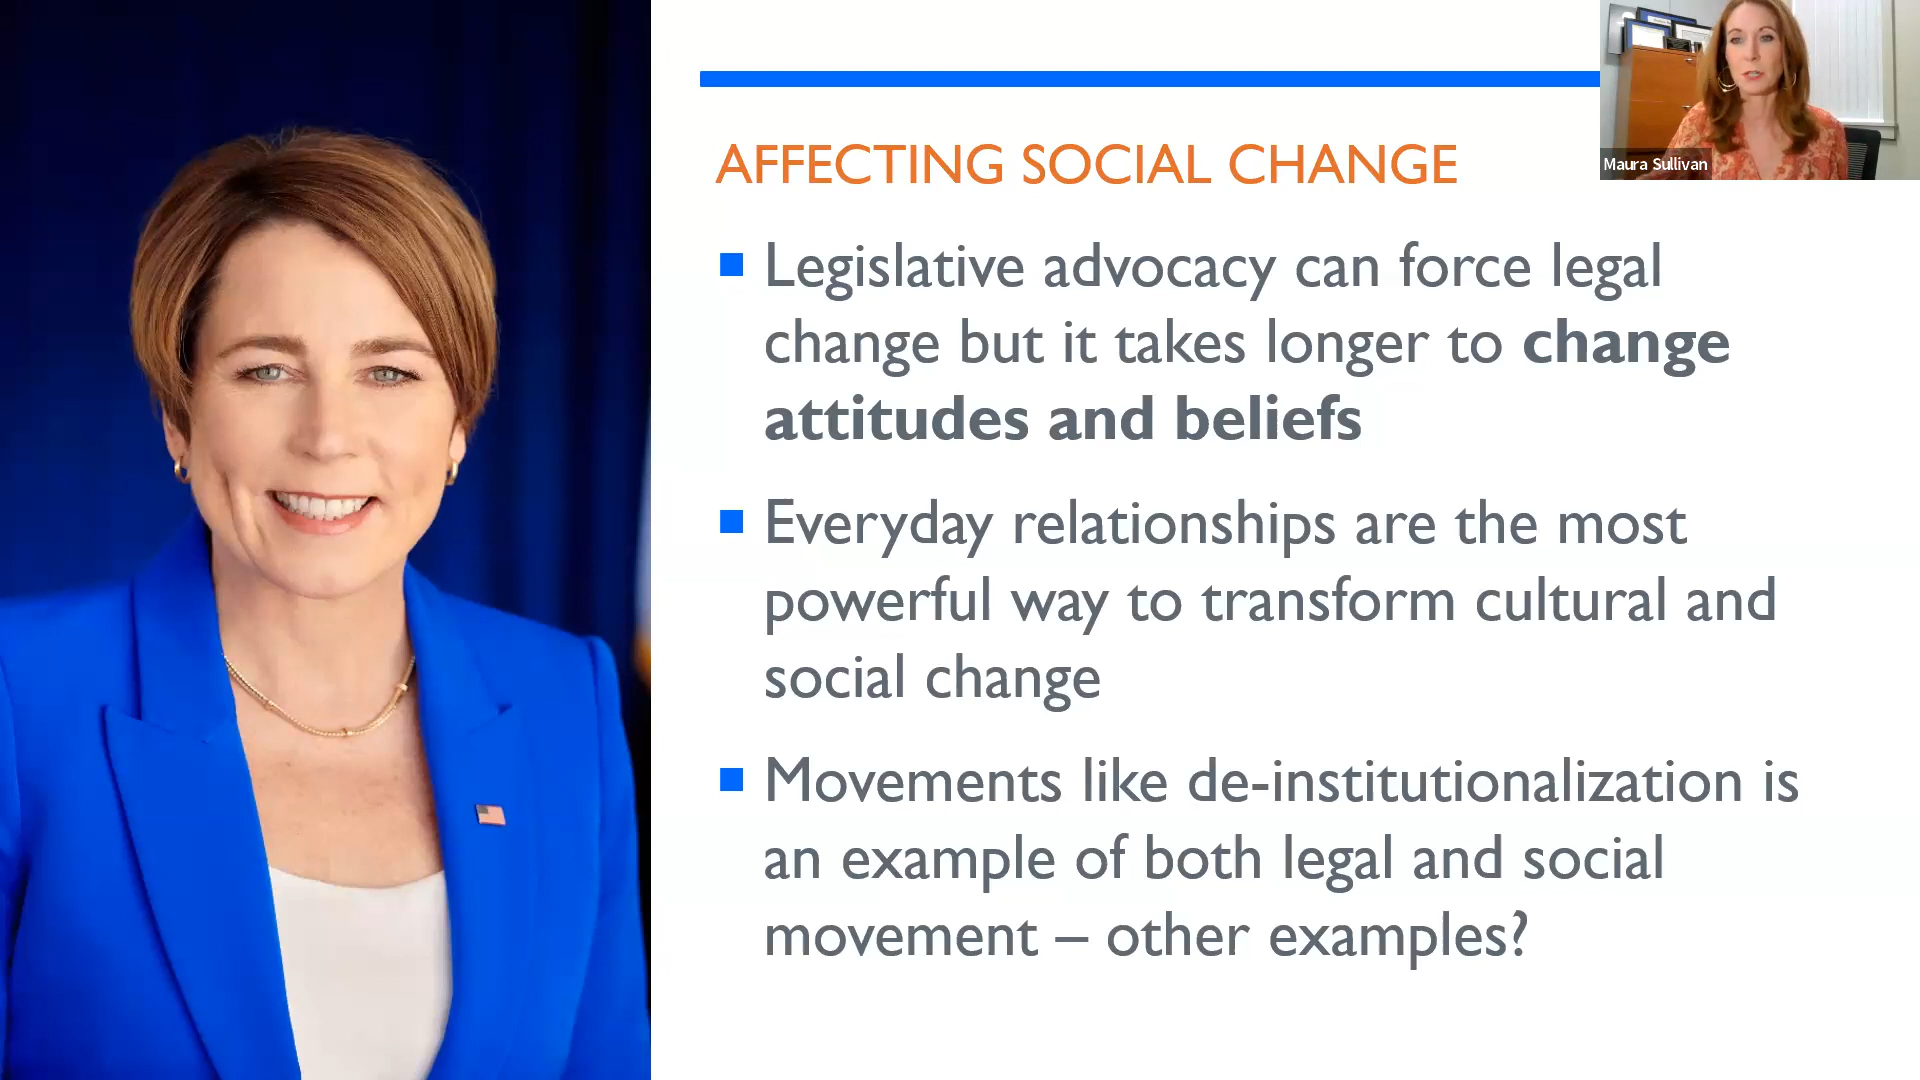 AFFECTING SOCIAL CHANGE
Legislative advocacy can force legal
change but it takes longer to change
attitudes and beliefs
Everyday relationships are the most
powerful way to transform cultural and
social change
Movements like de-institutionalization is
an example of both legal and social
movement – other examples?
Maura Sullivan